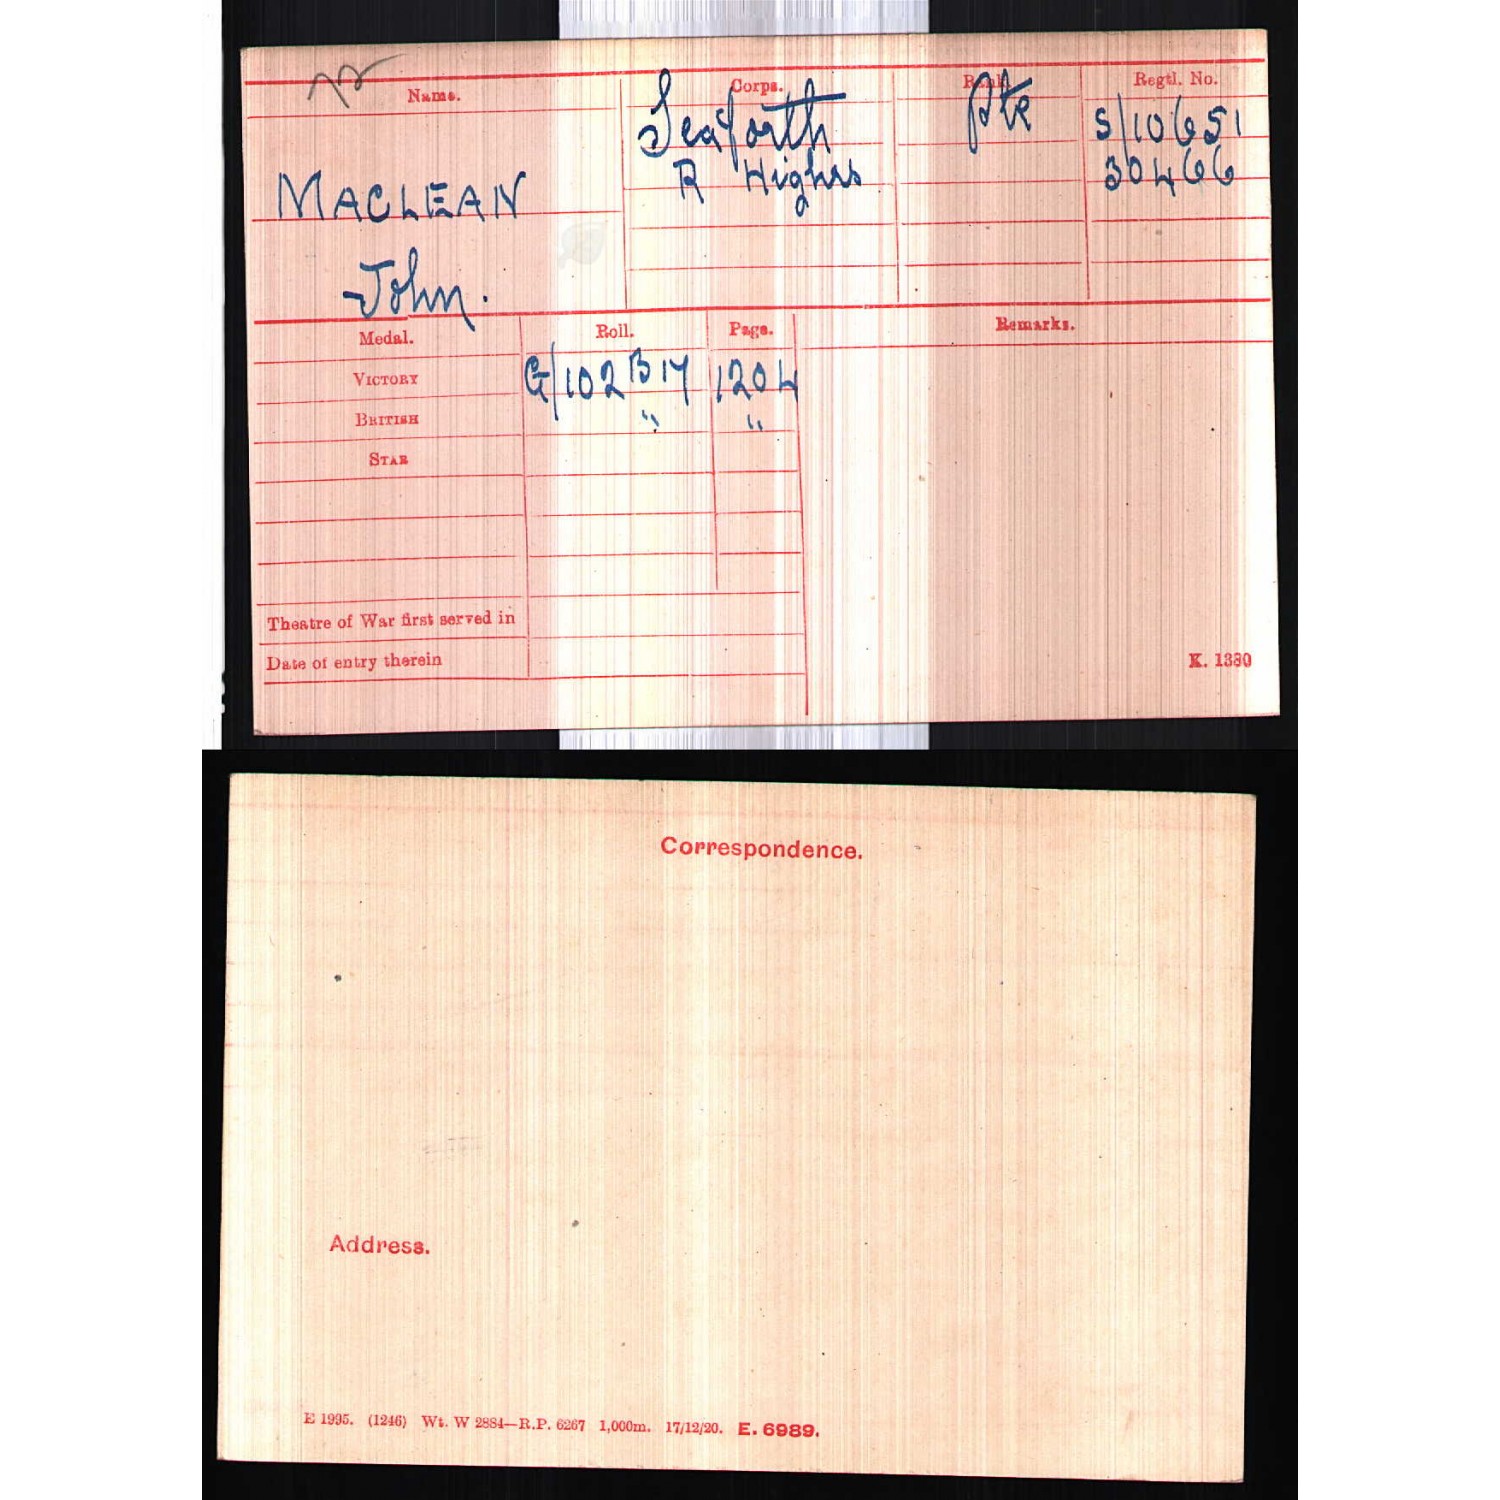 Name. Corps. Rank Regtl. No.
Seaforth Pte S/10651
R Highrs 30466
MACLEAN
John.
Medal. Roll. Page. Remarks.
VICTORY G/102 B 17 1204
BRITISH " "
STAR
Theatre of War first served in
Date of entry therein
K. 1380
Correspondence.
Address.
E 1995. (1246) Wt. W 2884—R.P. 6267 1,000m. 17/12/20. E. 6989.